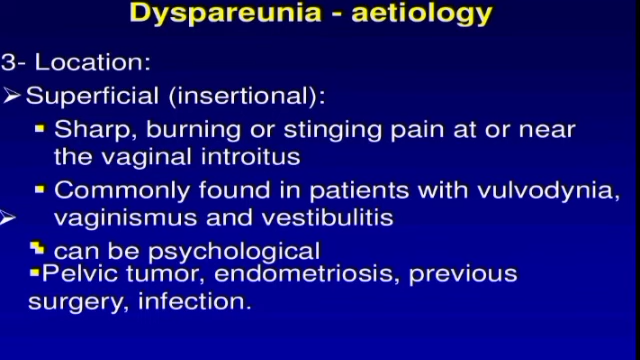 Dyspareunia - aetiology
3- Location:
➢Superficial (insertional):
▪ Sharp, burning or stinging pain at or near
the vaginal introitus
▪ Commonly found in patients with vulvodynia,
➢ vaginismus and vestibulitis
▪ can be psychological
▪Pelvic tumor, endometriosis, previous
surgery, infection.